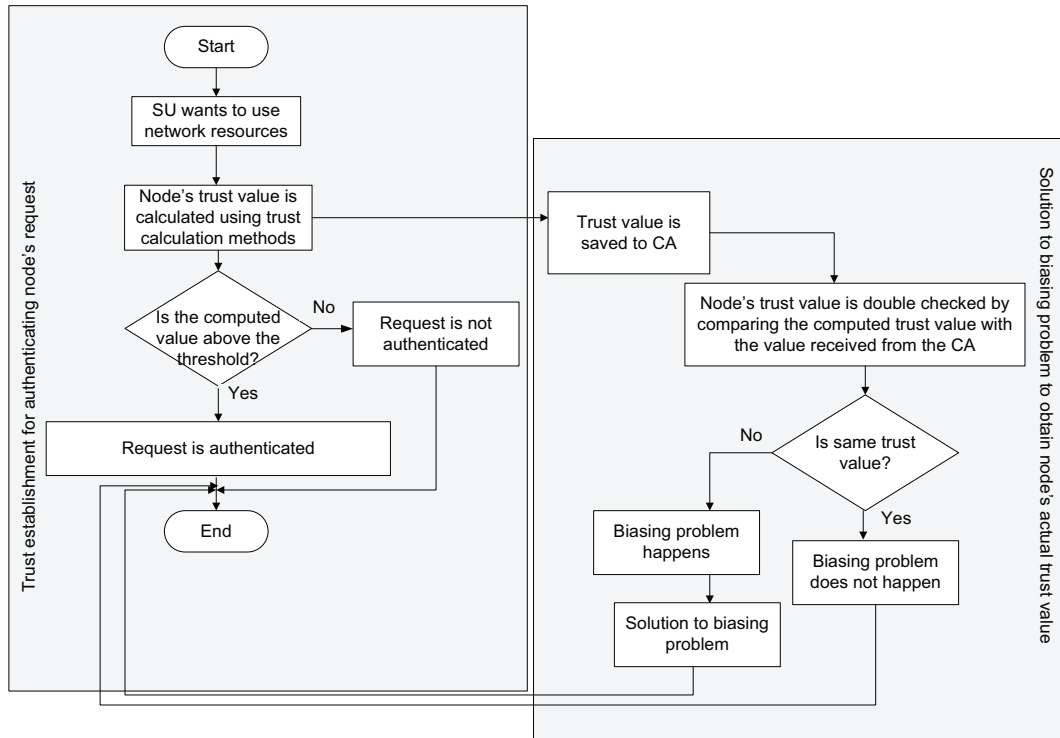 Trust establishment for authenticating node's request
Start
SU wants to use
network resources
Node's trust value is
calculated using trust
calculation methods
Is the computed
value above the
threshold?
No
Request is not
authenticated
Yes
Request is authenticated
End
Solution to biasing problem to obtain node's actual trust value
Trust value is
saved to CA
Node's trust value is double checked by
comparing the computed trust value with
the value received from the CA
Is same trust
value?
No
Yes
Biasing problem
happens
Biasing problem
does not happen
Solution to biasing
problem